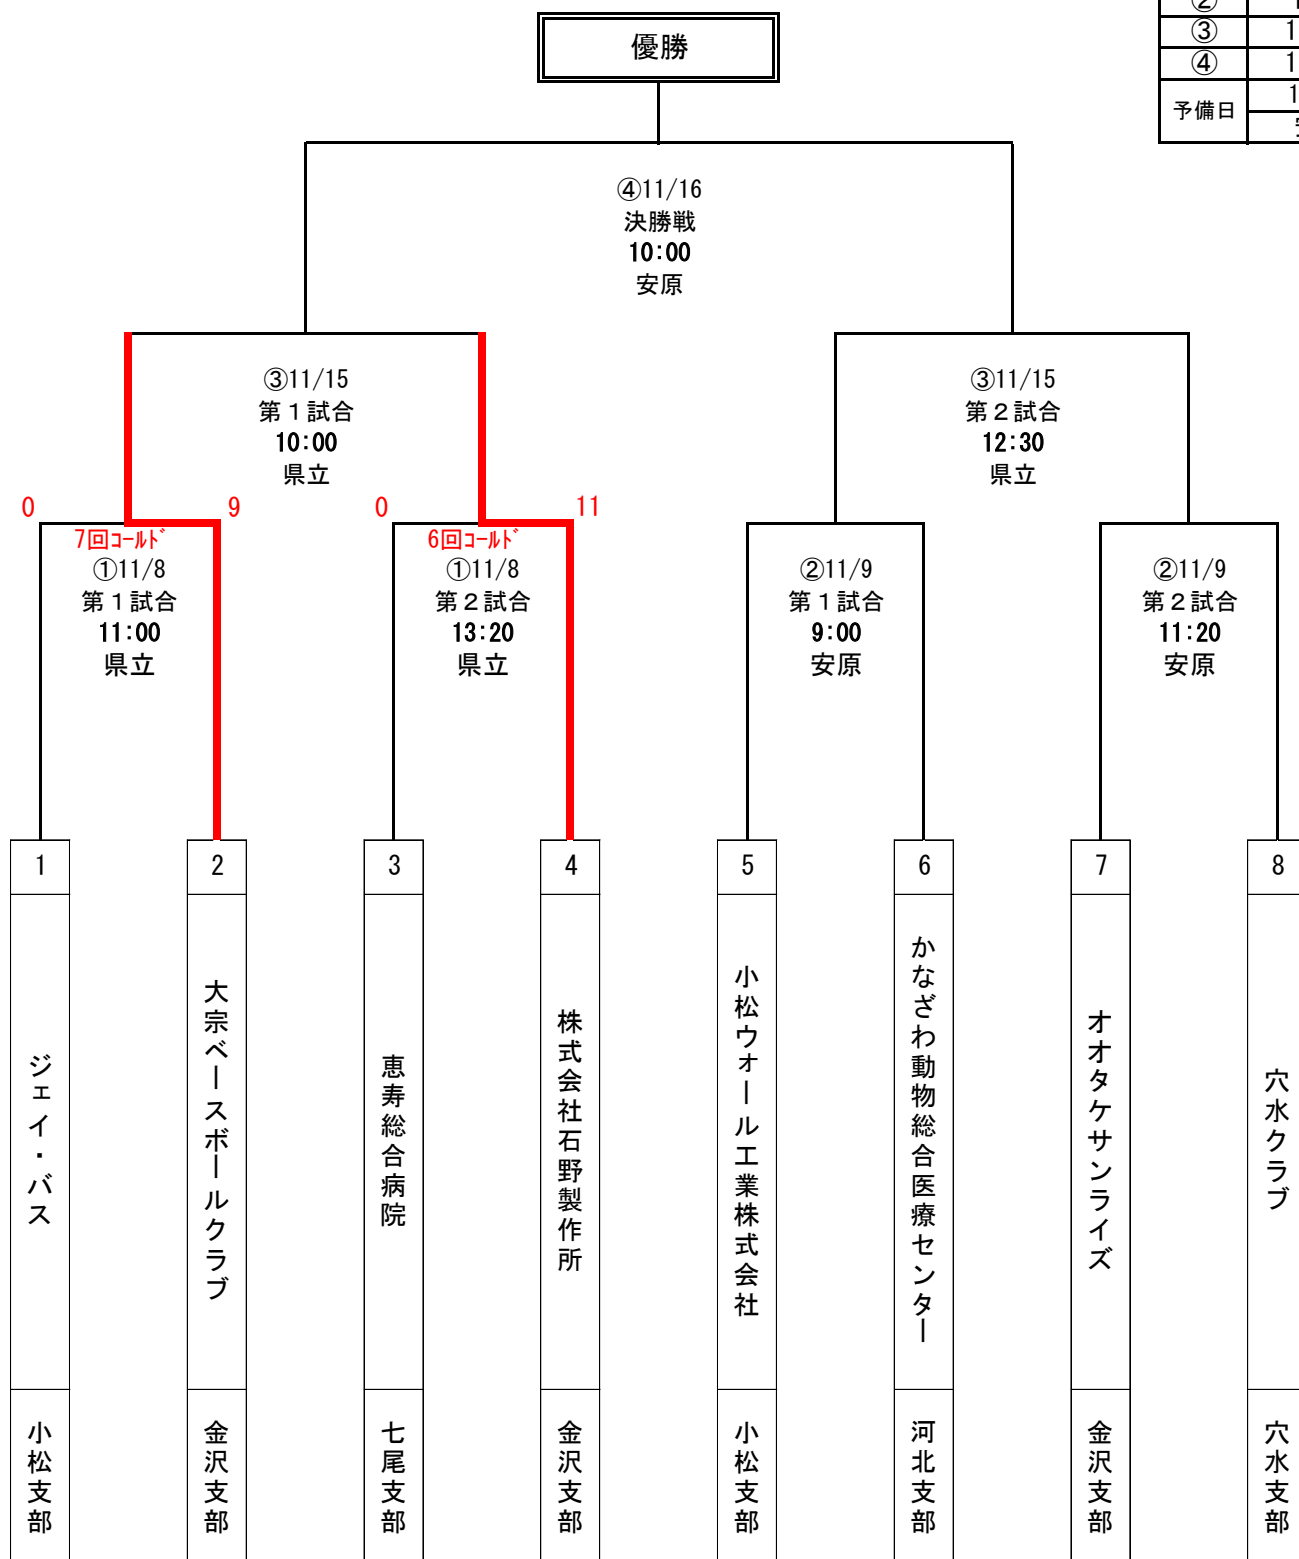 優勝
②
③ 1
④ 1
予備日 1
④11/16
決勝戦
10:00
安原
③11/15
第1試合
10:00
県立
③11/15
第2試合
12:30
県立
0 9
7回ｺｰﾙﾄﾞ
①11/8
第1試合
11:00
県立
0 11
6回ｺｰﾙﾄﾞ
①11/8
第2試合
13:20
県立
②11/9
第1試合
9:00
安原
②11/9
第2試合
11:20
安原
1 2 3 4 5 6 7 8
ジェイ・バス
大宗ベースボールクラブ
恵寿総合病院
株式会社石野製作所
小松ウォール工業株式会社
かなざわ動物総合医療センター
オオタケサンライズ
穴水クラブ
小松支部
金沢支部
七尾支部
金沢支部
小松支部
河北支部
金沢支部
穴水支部